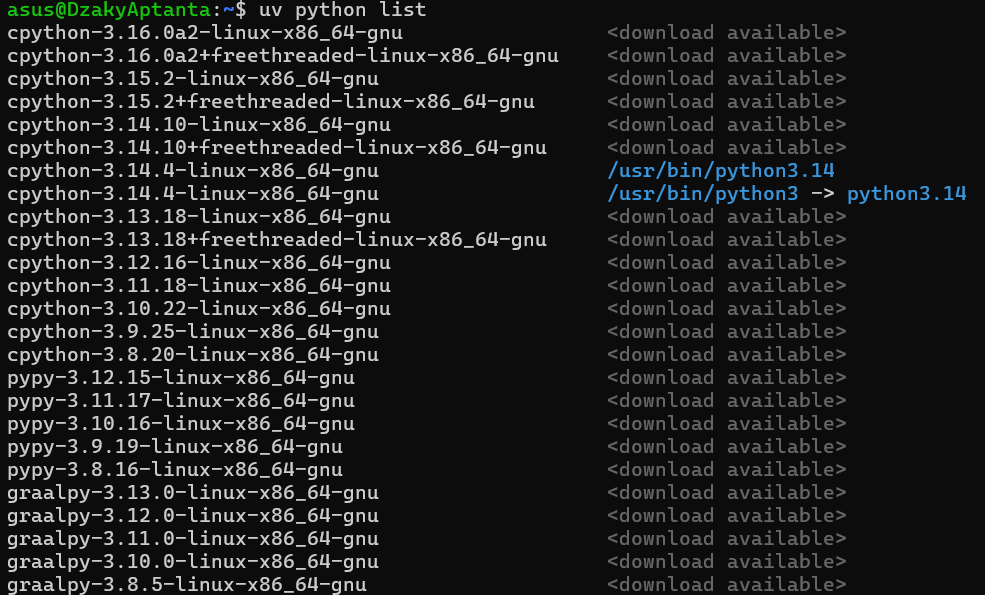 asus@DzakyAptanta:~$ uv python list
cpython-3.16.0a2-linux-x86_64-gnu <download available>
cpython-3.16.0a2+freethreaded-linux-x86_64-gnu <download available>
cpython-3.15.2-linux-x86_64-gnu <download available>
cpython-3.15.2+freethreaded-linux-x86_64-gnu <download available>
cpython-3.14.10-linux-x86_64-gnu <download available>
cpython-3.14.10+freethreaded-linux-x86_64-gnu <download available>
cpython-3.14.4-linux-x86_64-gnu /usr/bin/python3.14
cpython-3.14.4-linux-x86_64-gnu /usr/bin/python3 -> python3.14
cpython-3.13.18-linux-x86_64-gnu <download available>
cpython-3.13.18+freethreaded-linux-x86_64-gnu <download available>
cpython-3.12.16-linux-x86_64-gnu <download available>
cpython-3.11.18-linux-x86_64-gnu <download available>
cpython-3.10.22-linux-x86_64-gnu <download available>
cpython-3.9.25-linux-x86_64-gnu <download available>
cpython-3.8.20-linux-x86_64-gnu <download available>
pypy-3.12.15-linux-x86_64-gnu <download available>
pypy-3.11.17-linux-x86_64-gnu <download available>
pypy-3.10.16-linux-x86_64-gnu <download available>
pypy-3.9.19-linux-x86_64-gnu <download available>
pypy-3.8.16-linux-x86_64-gnu <download available>
graalpy-3.13.0-linux-x86_64-gnu <download available>
graalpy-3.12.0-linux-x86_64-gnu <download available>
graalpy-3.11.0-linux-x86_64-gnu <download available>
graalpy-3.10.0-linux-x86_64-gnu <download available>
graalpy-3.8.5-linux-x86_64-gnu <download available>